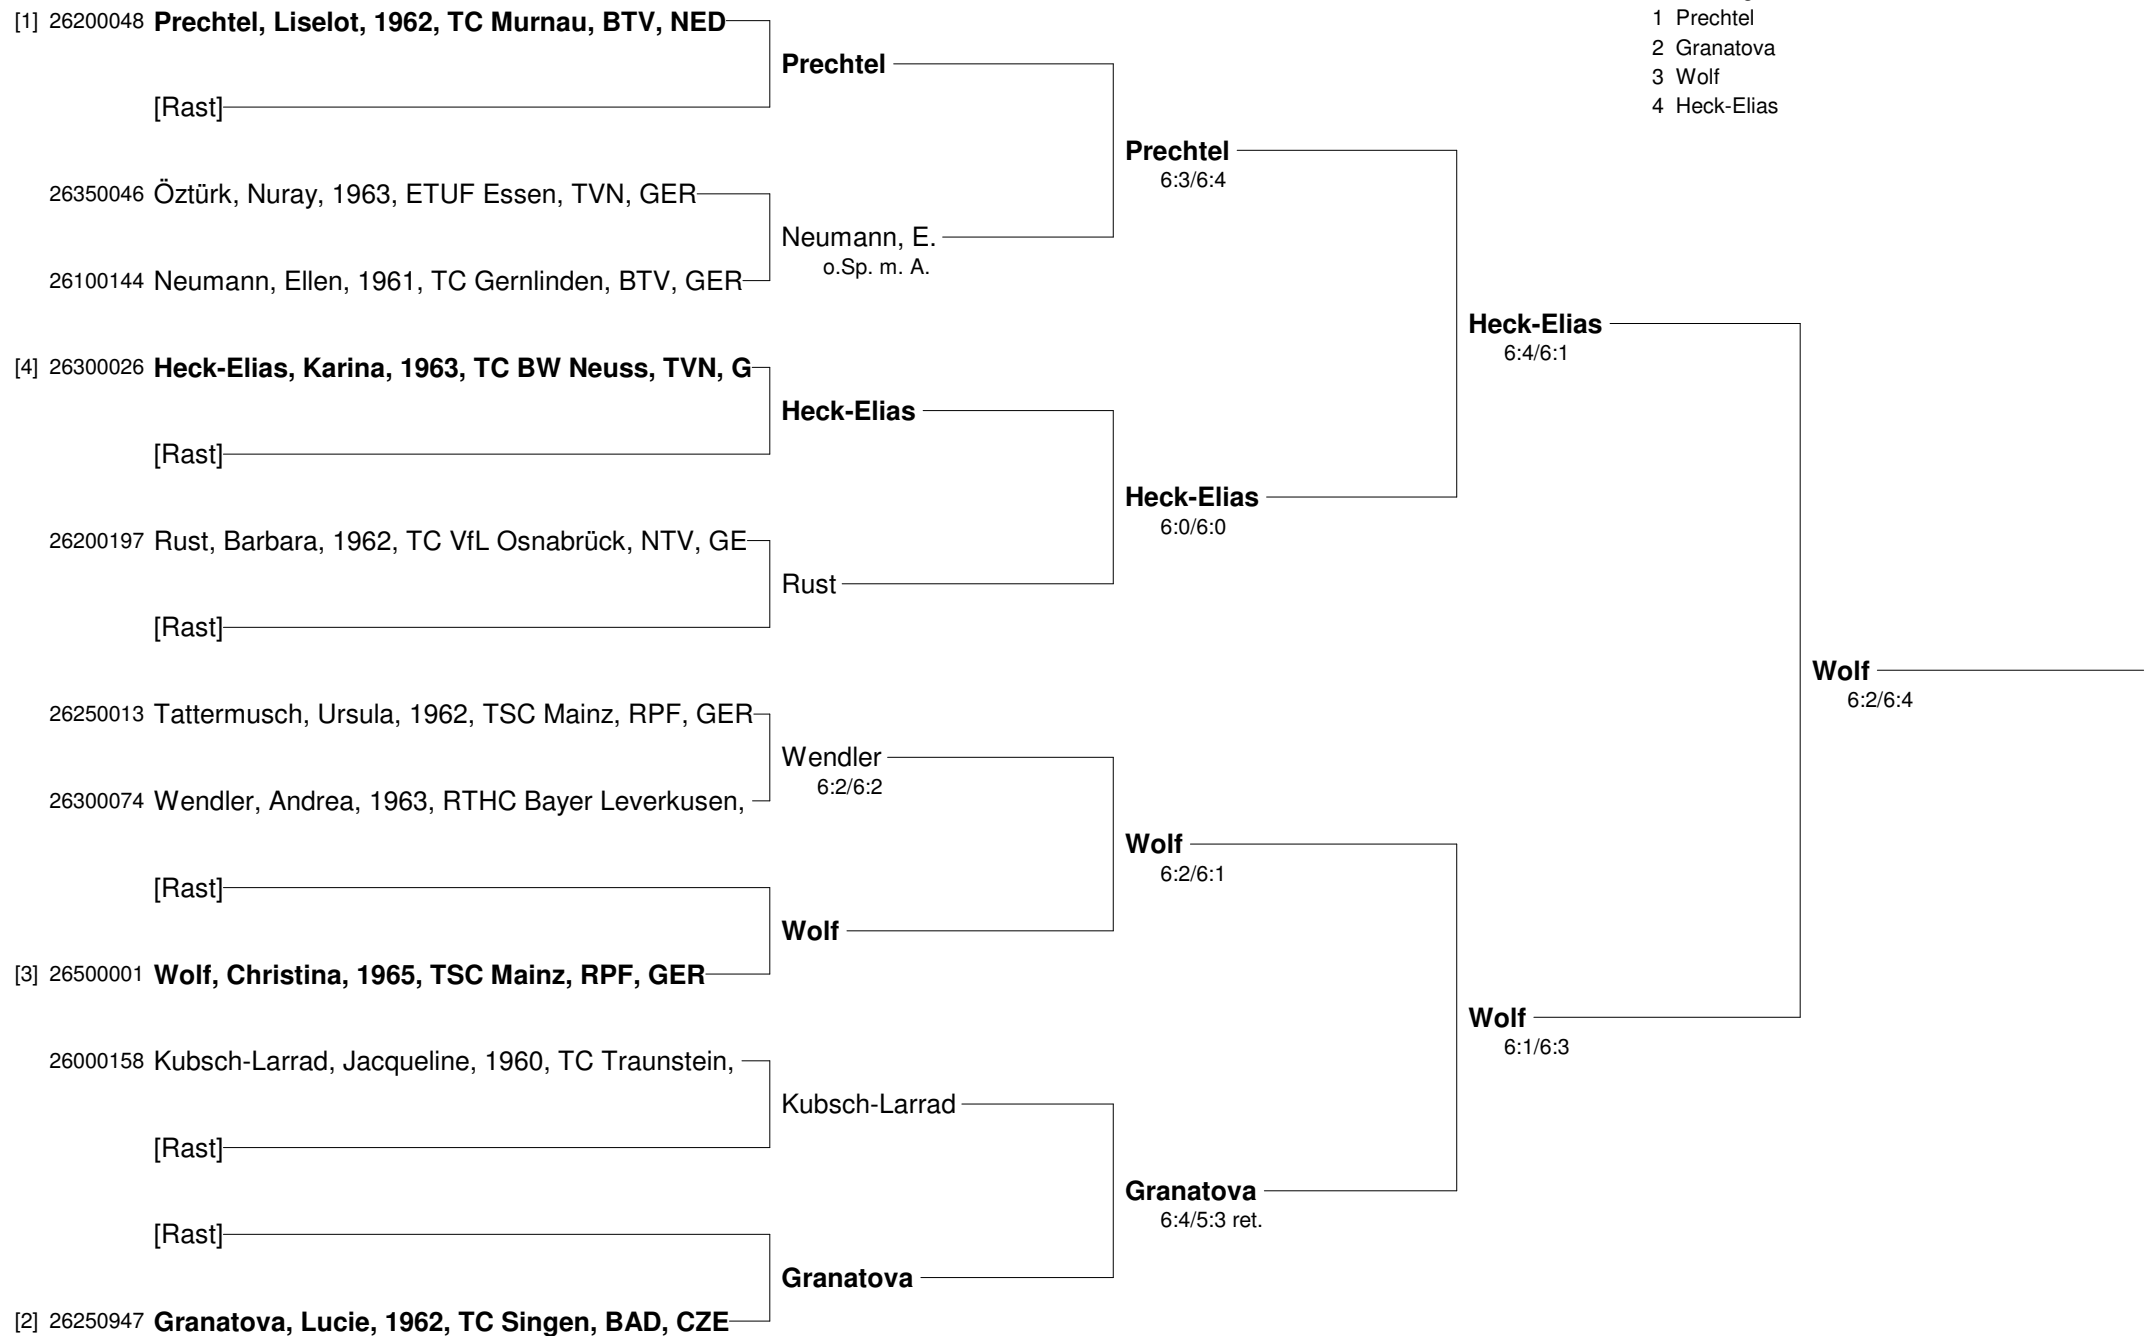 [1] 26200048 Prechtel, Liselot, 1962, TC Murnau, BTV, NED
[Rast]
26350046 Öztürk, Nuray, 1963, ETUF Essen, TVN, GER
26100144 Neumann, Ellen, 1961, TC Gernlinden, BTV, GER
[4] 26300026 Heck-Elias, Karina, 1963, TC BW Neuss, TVN, G
[Rast]
26200197 Rust, Barbara, 1962, TC VfL Osnabrück, NTV, GE
[Rast]
26250013 Tattermusch, Ursula, 1962, TSC Mainz, RPF, GER
26300074 Wendler, Andrea, 1963, RTHC Bayer Leverkusen,
[Rast]
[3] 26500001 Wolf, Christina, 1965, TSC Mainz, RPF, GER
26000158 Kubsch-Larrad, Jacqueline, 1960, TC Traunstein,
[Rast]
[Rast]
[2] 26250947 Granatova, Lucie, 1962, TC Singen, BAD, CZE
Prechtel
Neumann, E.
o.Sp. m. A.
Heck-Elias
Rust
Wendler
6:2/6:2
Wolf
Kubsch-Larrad
Granatova
Prechtel
6:3/6:4
Heck-Elias
6:0/6:0
Wolf
6:2/6:1
Granatova
6:4/5:3 ret.
Heck-Elias
6:4/6:1
Wolf
6:1/6:3
Wolf
6:2/6:4
1 Prechtel
2 Granatova
3 Wolf
4 Heck-Elias